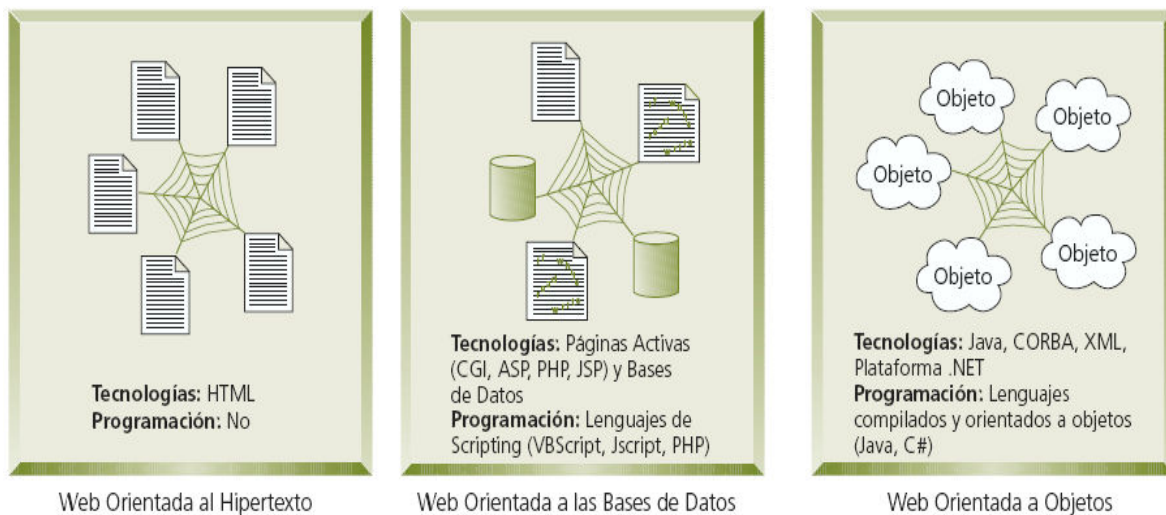 Tecnologías: HTML
Programación: No
Web Orientada al Hipertexto
Tecnologías: Páginas Activas
(CGI, ASP, PHP, JSP) y Bases
de Datos
Programación: Lenguajes de
Scripting (VBScript, Jscript, PHP)
Web Orientada a las Bases de Datos
Objeto
Objeto
Objeto
Objeto
Objeto
Tecnologías: Java, CORBA, XML,
Plataforma .NET
Programación: Lenguajes
compilados y orientados a objetos
(Java, C#)
Web Orientada a Objetos